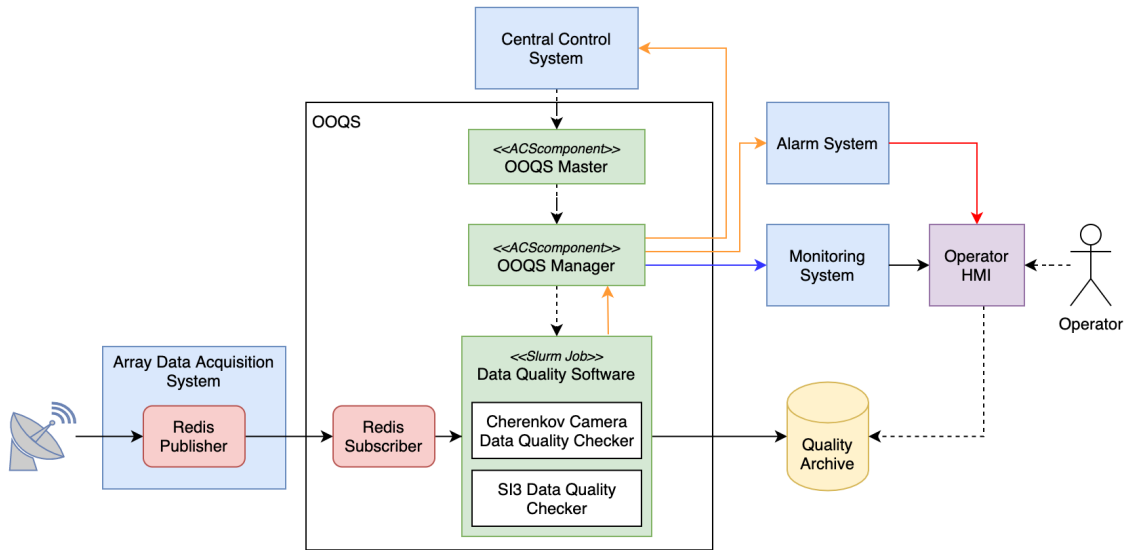 Central Control
System
OOQS
<<ACScomponent>>
OOQS Master
Alarm System
<<ACScomponent>>
OOQS Manager
Monitoring
System
Operator
HMI
Operator
Array Data Acquisition
System
Redis
Publisher
Redis
Subscriber
<<Slurm Job>>
Data Quality Software
Cherenkov Camera
Data Quality Checker
SI3 Data Quality
Checker
Quality
Archive